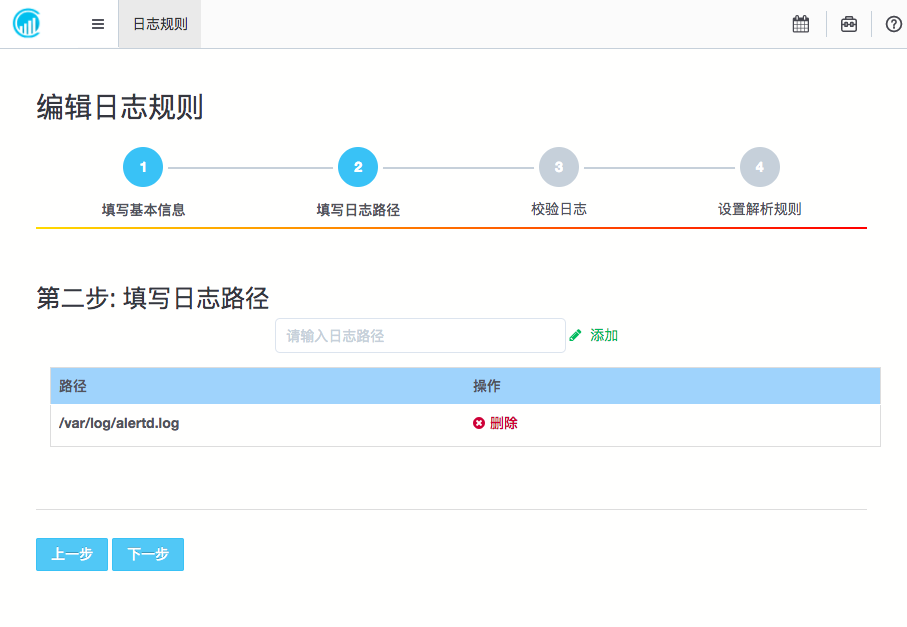 日志规则
编辑日志规则
1 2 3 4
填写基本信息 填写日志路径 校验日志 设置解析规则
第二步: 填写日志路径
请输入日志路径 添加
路径 操作
/var/log/alertd.log 删除
上一步 下一步